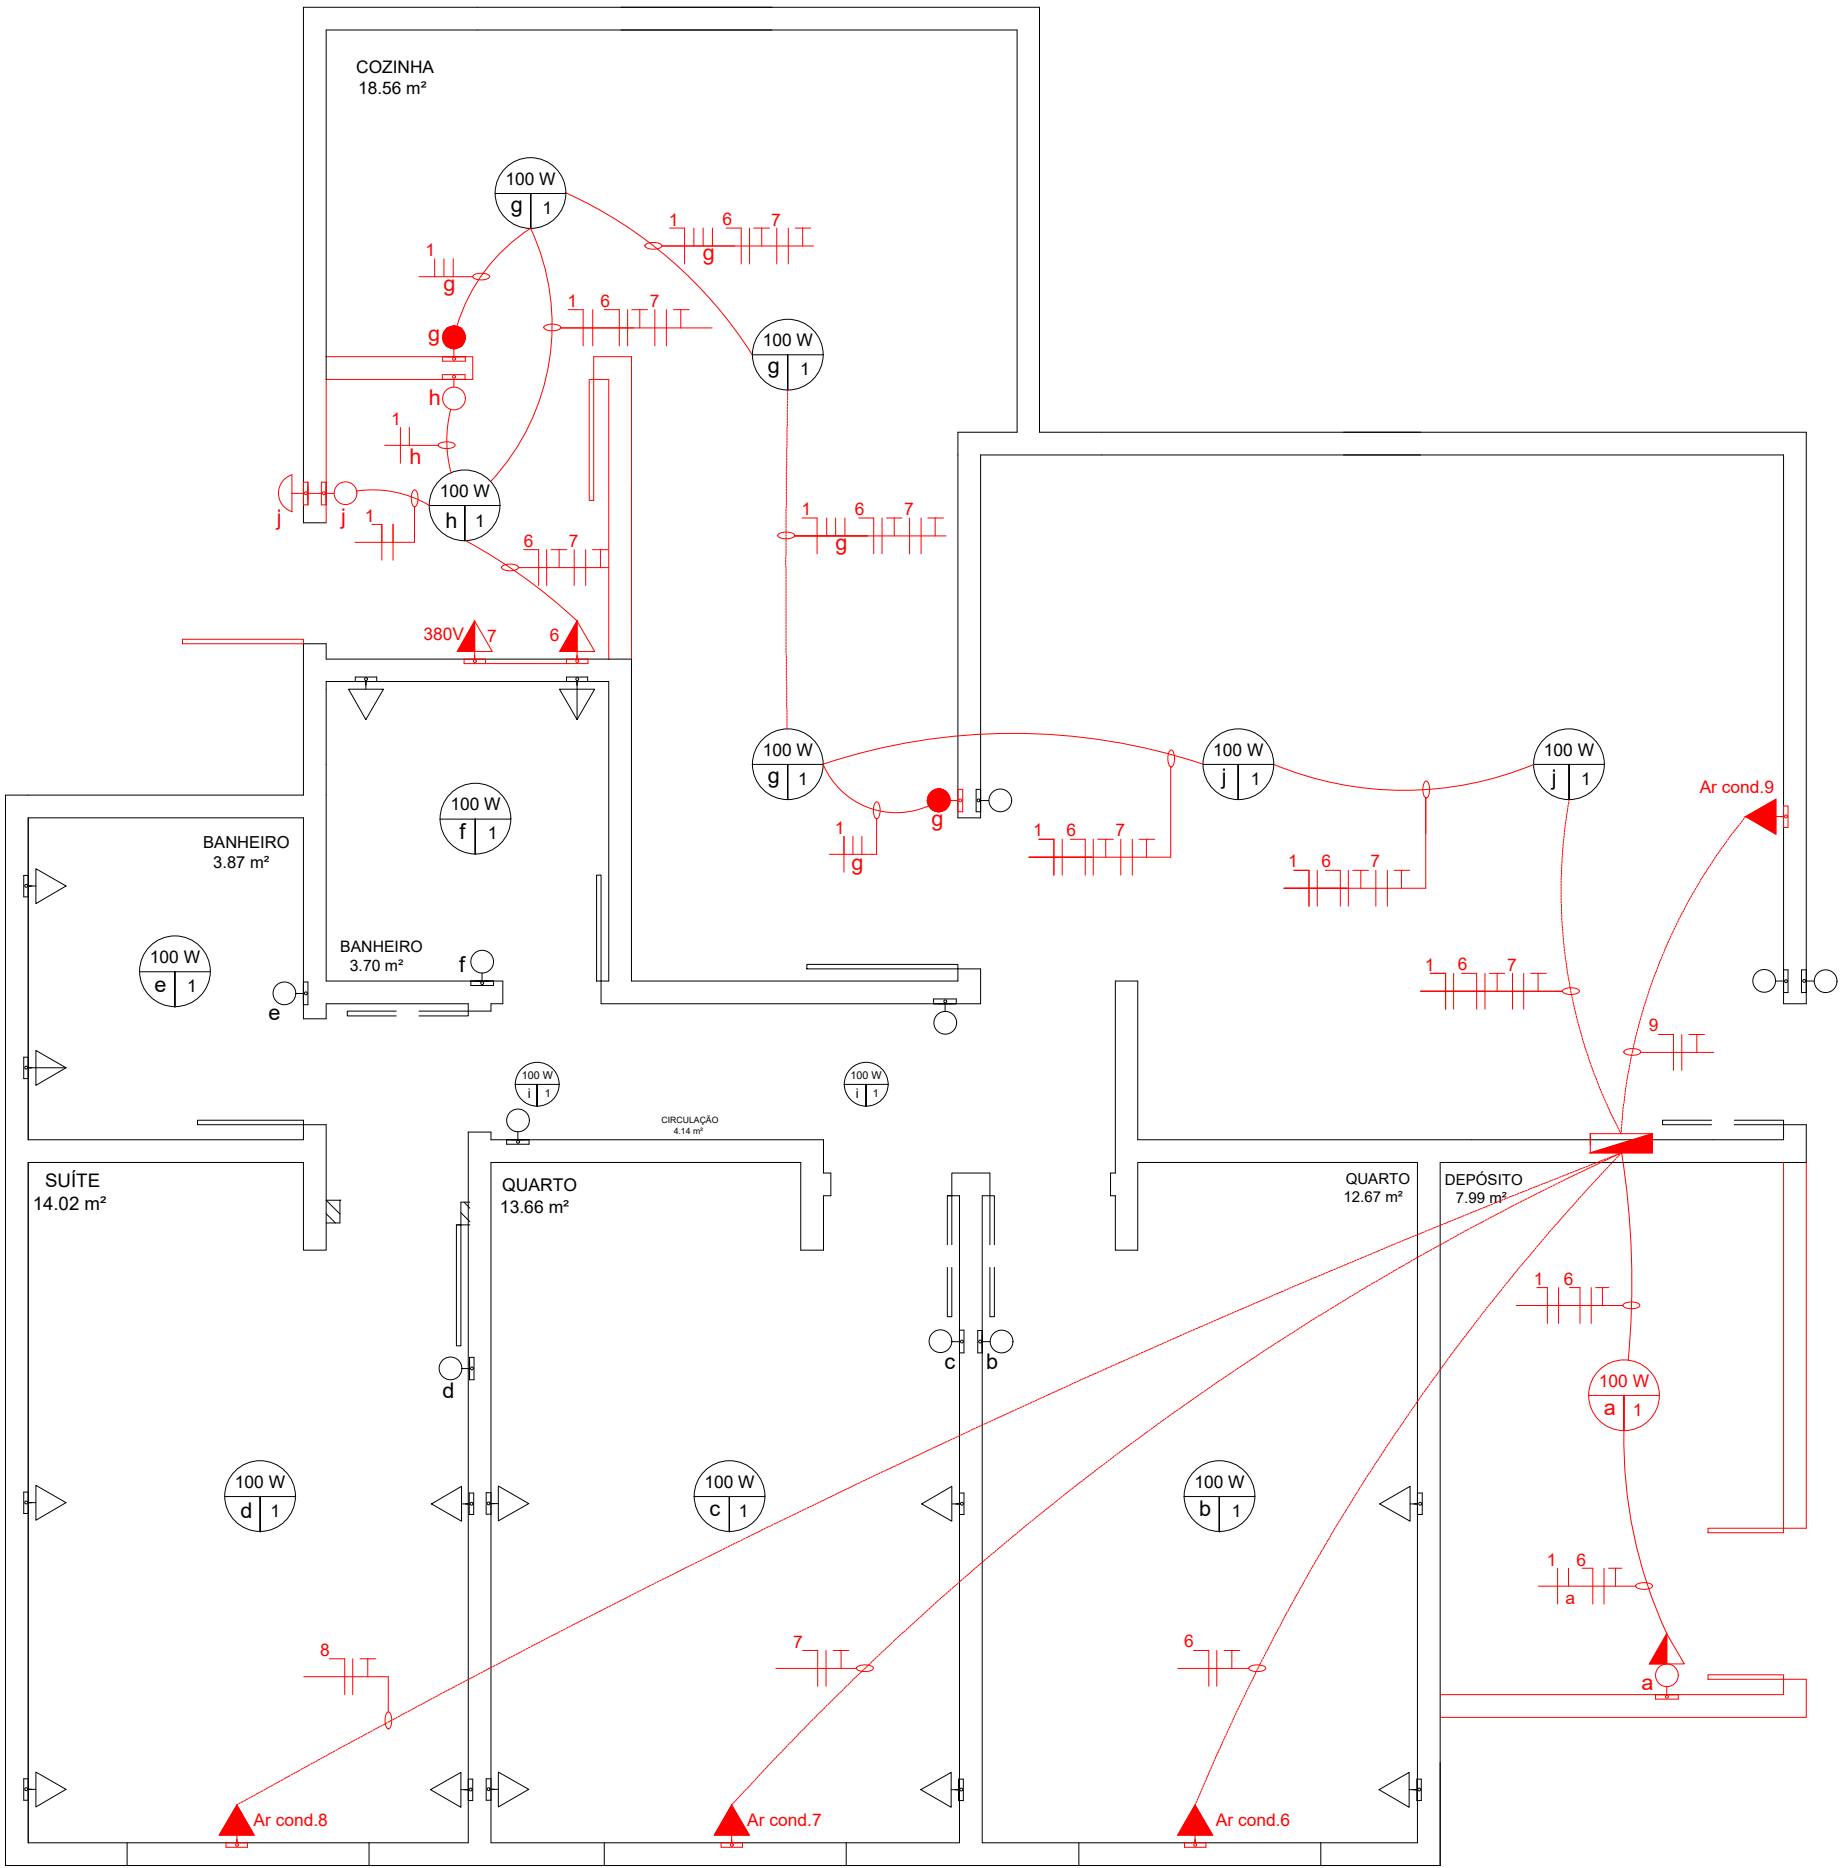 COZINHA
18.56 m²
100 W
g 1
1 6 7
g
1
g
1 6 7
g
100 W
g 1
h
1
h
100 W
h 1
j
j
1
1 6 7
g
6 7
380V
7
6
100 W
g 1
100 W
j 1
100 W
j 1
Ar cond.9
g
1
g
1 6 7
1 6 7
100 W
f 1
BANHEIRO
3.87 m²
BANHEIRO
3.70 m²
f
100 W
e 1
e
1 6 7
9
100 W
i 1
100 W
i 1
CIRCULAÇÃO
4.14 m²
SUÍTE
14.02 m²
QUARTO
13.66 m²
QUARTO
12.67 m²
DEPÓSITO
7.99 m²
1 6
c
b
d
100 W
a 1
100 W
d 1
100 W
c 1
100 W
b 1
1 6
a
8
7
6
a
Ar cond.8
Ar cond.7
Ar cond.6